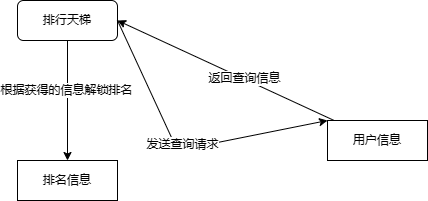 排行天梯
返回查询信息
根据获得的信息解锁排名
发送查询请求
用户信息
排名信息